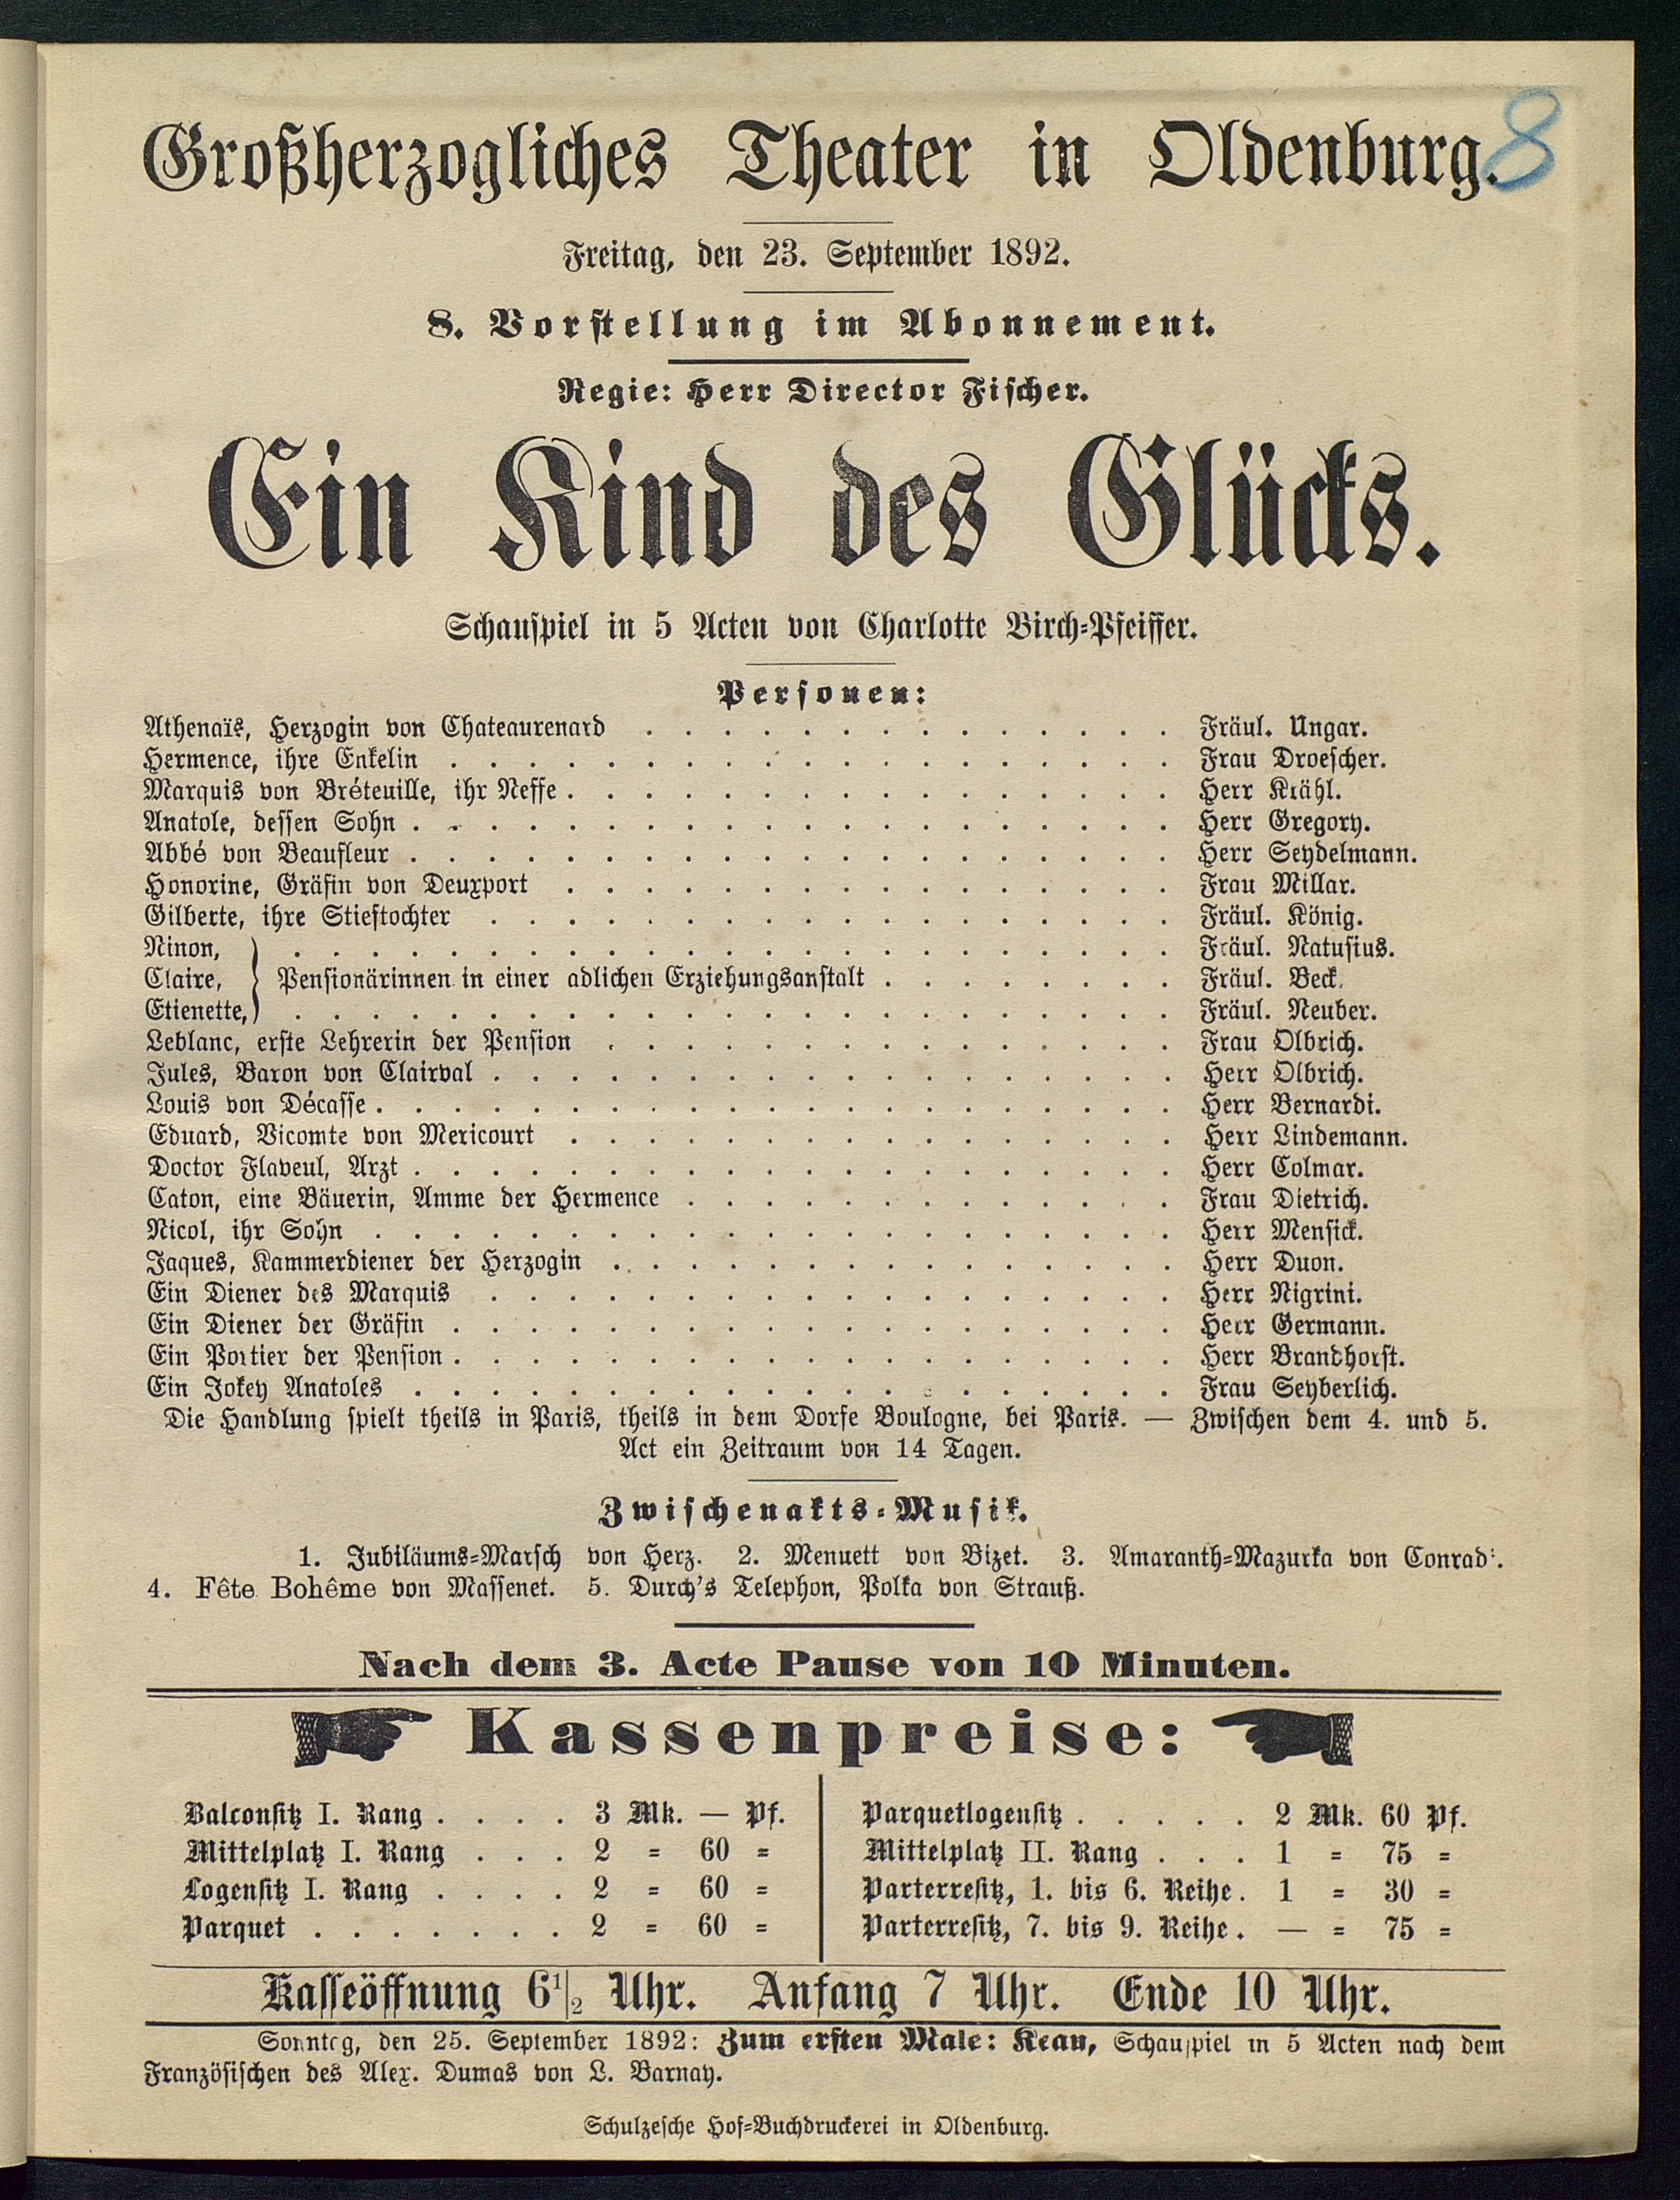 Großherzogliches Theater in Oldenburg.
8
Freitag, den 23. September 1892.
8. Vorstellung im Abonnement.
Regie: Herr Director Fischer.
Ein Kind des Glücks.
Schauspiel in 5 Acten von Charlotte Birch-Pfeiffer.
Personen:
Athenaïs, Herzogin von Chateaurenard . . . . . . . . . . . . . . Fräul. Ungar.
Hermence, ihre Enkelin . . . . . . . . . . . . . . . . . . . Frau Droescher.
Marquis von Bréteuille, ihr Neffe . . . . . . . . . . . . . . . . Herr Krähl.
Anatole, dessen Sohn . . . . . . . . . . . . . . . . . . . . Herr Gregory.
Abbé von Beaufleur . . . . . . . . . . . . . . . . . . . . Herr Seydelmann.
Honorine, Gräfin von Deuxport . . . . . . . . . . . . . . . . Frau Millar.
Gilberte, ihre Stieftochter . . . . . . . . . . . . . . . . . . Fräul. König.
Ninon, . . . . . . . . . . . . . . . . . . . . . . . Fräul. Natusius.
Claire, } Pensionärinnen in einer adlichen Erziehungsanstalt . . . . . . . . Fräul. Beck.
Etienette, . . . . . . . . . . . . . . . . . . . . . . . Fräul. Neuber.
Leblanc, erste Lehrerin der Pension . . . . . . . . . . . . . . . Frau Olbrich.
Jules, Baron von Clairval . . . . . . . . . . . . . . . . . . Herr Olbrich.
Louis von Décasse . . . . . . . . . . . . . . . . . . . . . Herr Bernardi.
Eduard, Vicomte von Mericourt . . . . . . . . . . . . . . . . Herr Lindemann.
Doctor Flaveul, Arzt . . . . . . . . . . . . . . . . . . . . Herr Colmar.
Caton, eine Bäuerin, Amme der Hermence . . . . . . . . . . . . . Frau Dietrich.
Nicol, ihr Sohn . . . . . . . . . . . . . . . . . . . . . Herr Mensick.
Jaques, Kammerdiener der Herzogin . . . . . . . . . . . . . . . Herr Duon.
Ein Diener des Marquis . . . . . . . . . . . . . . . . . . Herr Nigrini.
Ein Diener der Gräfin . . . . . . . . . . . . . . . . . . . Herr Germann.
Ein Portier der Pension . . . . . . . . . . . . . . . . . . . Herr Brandhorst.
Ein Jokey Anatoles . . . . . . . . . . . . . . . . . . . . Frau Seyberlich.
Die Handlung spielt theils in Paris, theils in dem Dorfe Boulogne, bei Paris. — Zwischen dem 4. und 5.
Act ein Zeitraum von 14 Tagen.
Zwischenakts-Musik.
1. Jubiläums-Marsch von Herz. 2. Menuett von Bizet. 3. Amaranth-Mazurka von Conradi.
4. Fête Bohême von Massenet. 5. Durch's Telephon, Polka von Strauß.
Nach dem 3. Acte Pause von 10 Minuten.
Kassenpreise:
Balconsitz I. Rang . . . . 3 Mk. — Pf.
Mittelplatz I. Rang . . . 2 = 60 =
Logensitz I. Rang . . . . 2 = 60 =
Parquet . . . . . . . 2 = 60 =
Parquetlogensitz . . . . . 2 Mk. 60 Pf.
Mittelplatz II. Rang . . . 1 = 75 =
Parterresitz, 1. bis 6. Reihe . 1 = 30 =
Parterresitz, 7. bis 9. Reihe . — = 75 =
Kasseöffnung 6½ Uhr. Anfang 7 Uhr. Ende 10 Uhr.
Sonntag, den 25. September 1892: Zum ersten Male: Kean, Schauspiel in 5 Acten nach dem
Französischen des Alex. Dumas von L. Barnay.
Schulzesche Hof-Buchdruckerei in Oldenburg.